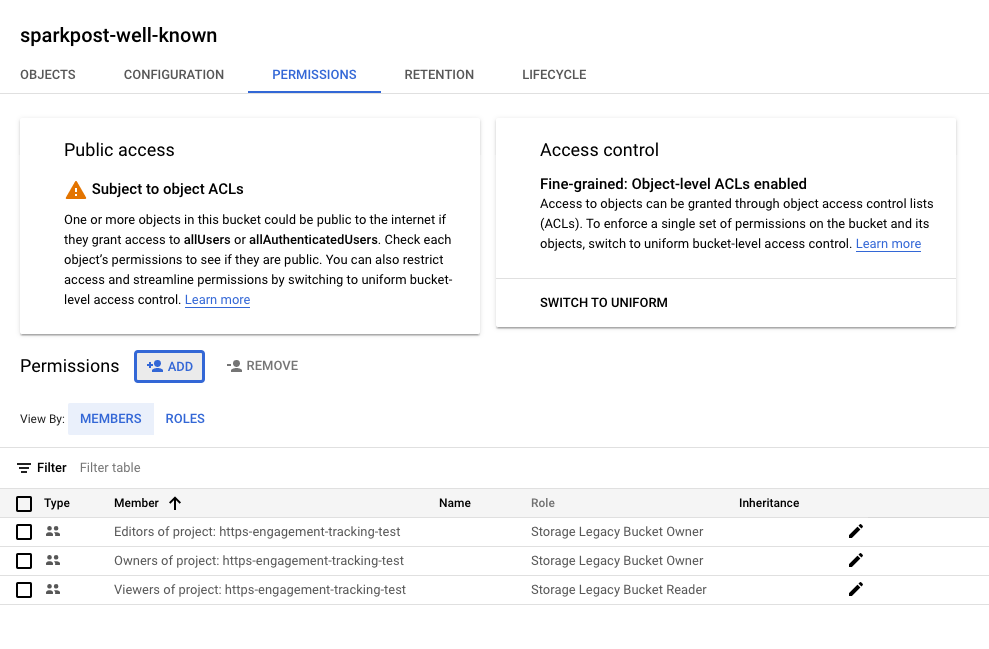 sparkpost-well-known
OBJECTS CONFIGURATION PERMISSIONS RETENTION LIFECYCLE
Public access
Subject to object ACLs
One or more objects in this bucket could be public to the internet if
they grant access to allUsers or allAuthenticatedUsers. Check each
object's permissions to see if they are public. You can also restrict
access and streamline permissions by switching to uniform bucket-
level access control. Learn more
Access control
Fine-grained: Object-level ACLs enabled
Access to objects can be granted through object access control lists
(ACLs). To enforce a single set of permissions on the bucket and its
objects, switch to uniform bucket-level access control. Learn more
SWITCH TO UNIFORM
Permissions ADD REMOVE
View By: MEMBERS ROLES
Filter Filter table
Type Member Name Role Inheritance
Editors of project: https-engagement-tracking-test Storage Legacy Bucket Owner
Owners of project: https-engagement-tracking-test Storage Legacy Bucket Owner
Viewers of project: https-engagement-tracking-test Storage Legacy Bucket Reader